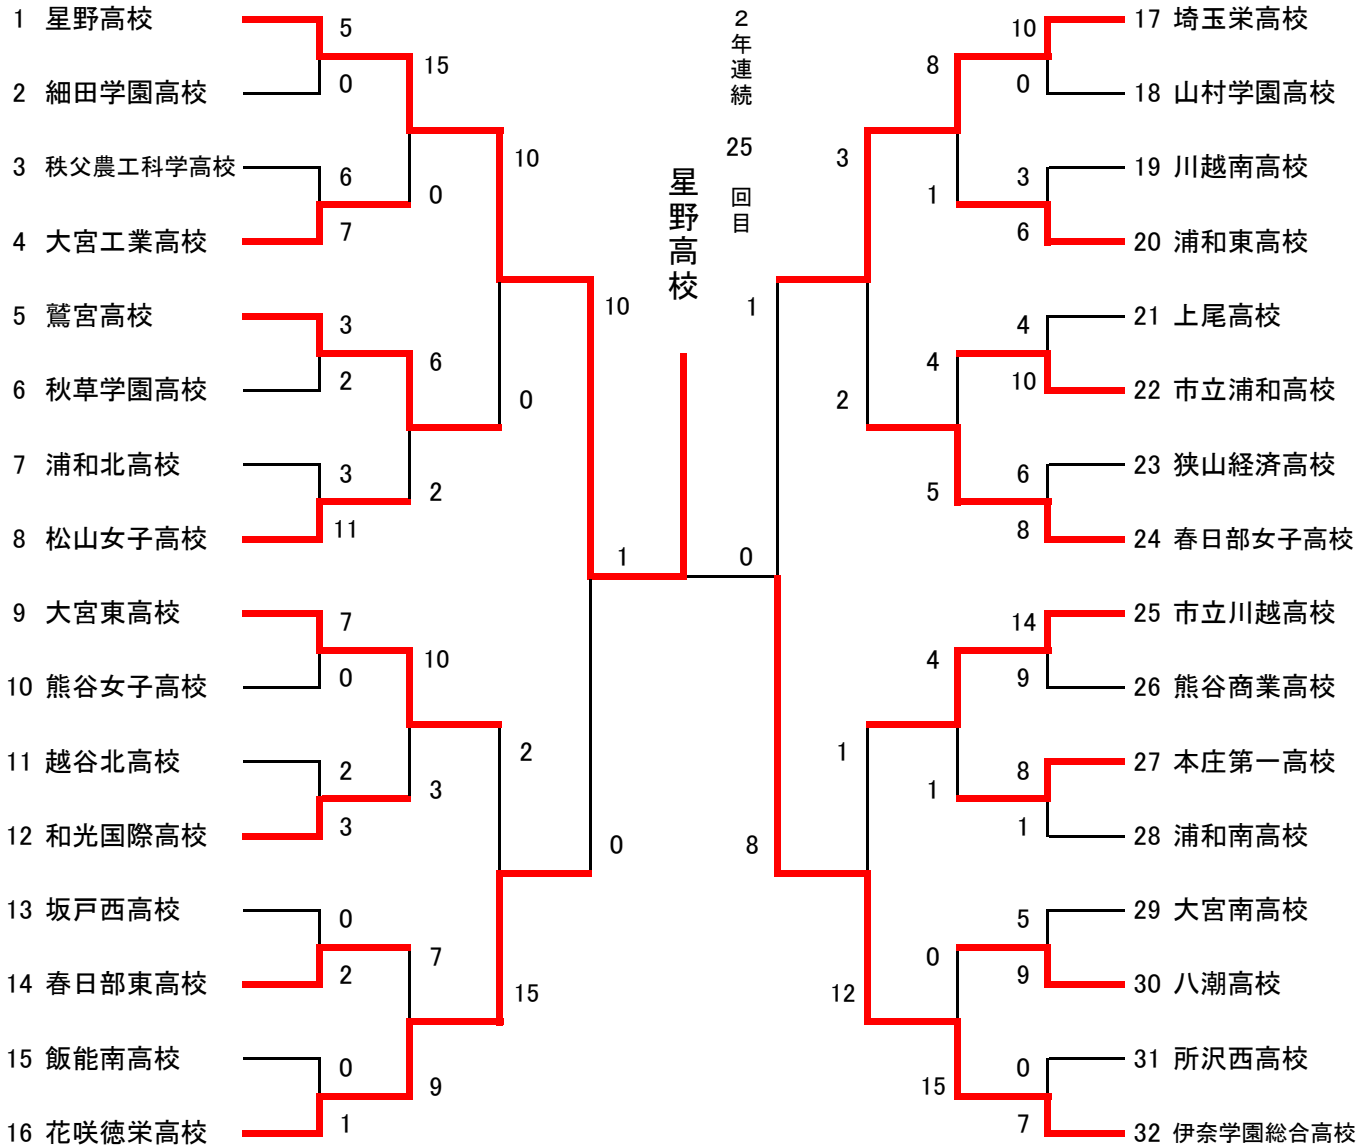 1 星野高校
2 細田学園高校
3 秩父農工科学高校
4 大宮工業高校
5 鷲宮高校
6 秋草学園高校
7 浦和北高校
8 松山女子高校
9 大宮東高校
10 熊谷女子高校
11 越谷北高校
12 和光国際高校
13 坂戸西高校
14 春日部東高校
15 飯能南高校
16 花咲徳栄高校
5
0
6
7
3
2
3
11
7
0
2
3
0
2
0
1
15
0
6
2
10
3
7
9
10
0
2
15
10
0
1
2年連続 25 回目
星野高校
0
1
8
3
2
1
12
8
1
4
5
4
1
0
15
10
0
3
6
4
10
6
8
14
9
8
1
5
9
0
7
17 埼玉栄高校
18 山村学園高校
19 川越南高校
20 浦和東高校
21 上尾高校
22 市立浦和高校
23 狭山経済高校
24 春日部女子高校
25 市立川越高校
26 熊谷商業高校
27 本庄第一高校
28 浦和南高校
29 大宮南高校
30 八潮高校
31 所沢西高校
32 伊奈学園総合高校